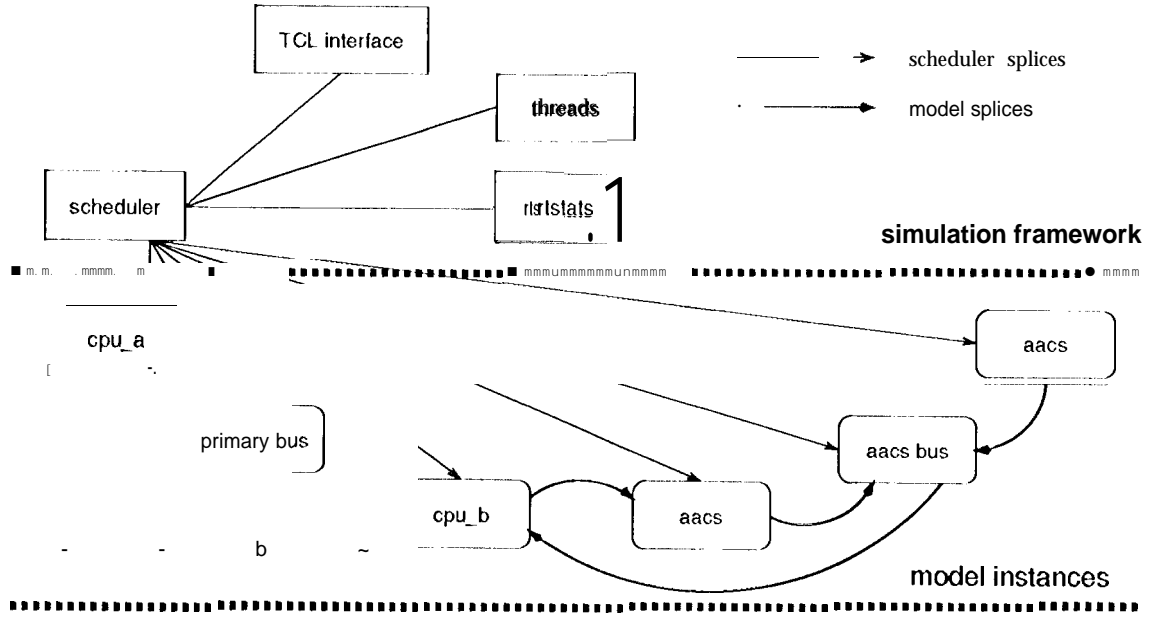 TCL interface
scheduler splices
threads
model splices
scheduler
rtstats
simulation framework
cpu_a
aacs
primary bus
aacs bus
cpu_b
aacs
model instances